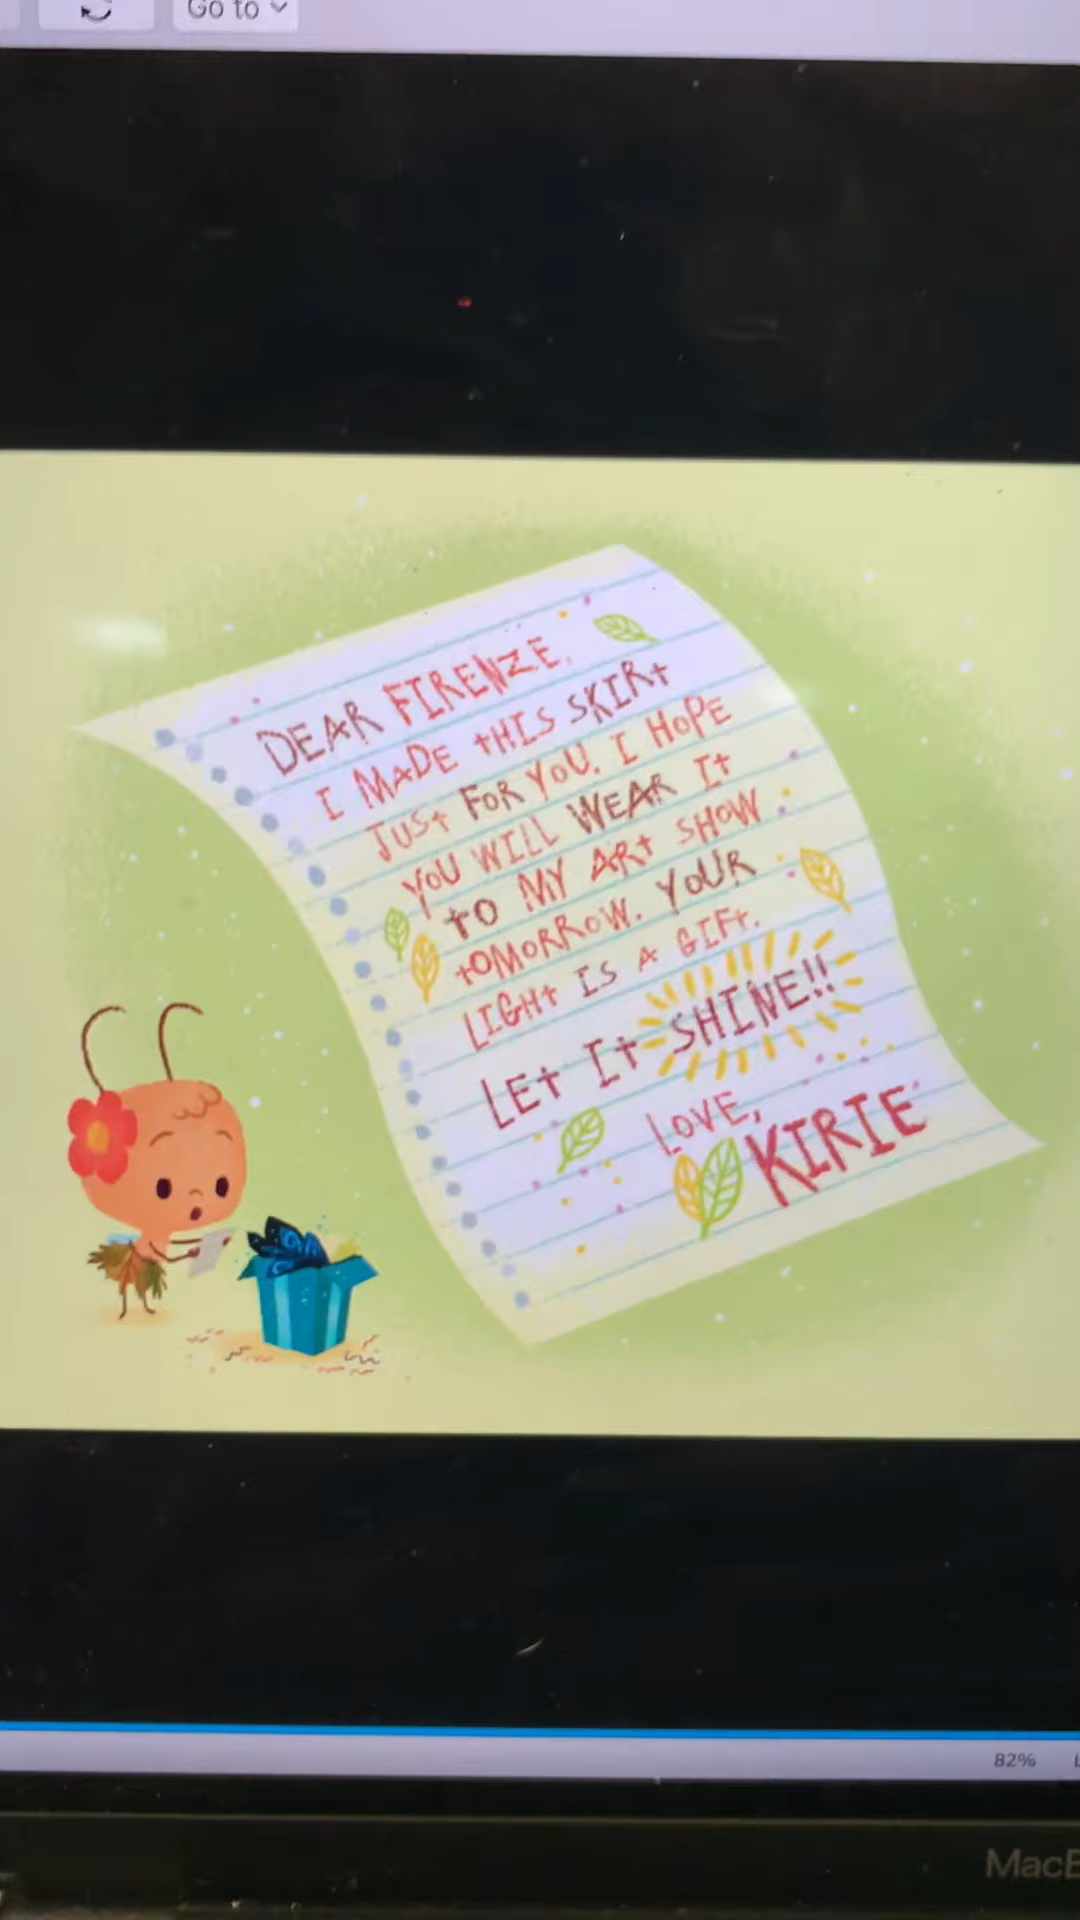 Go to
DEAR FIRENZE,
I MADE tHIS SKIRt
JUSt FOR YOU. I HOPE
YOU WILL WEAR It
tO MY ARt SHOW
tOMORROW. YOUR
LIGHt IS A GIFt.
LEt It SHINE!!
LOVE,
KIRIE
82%